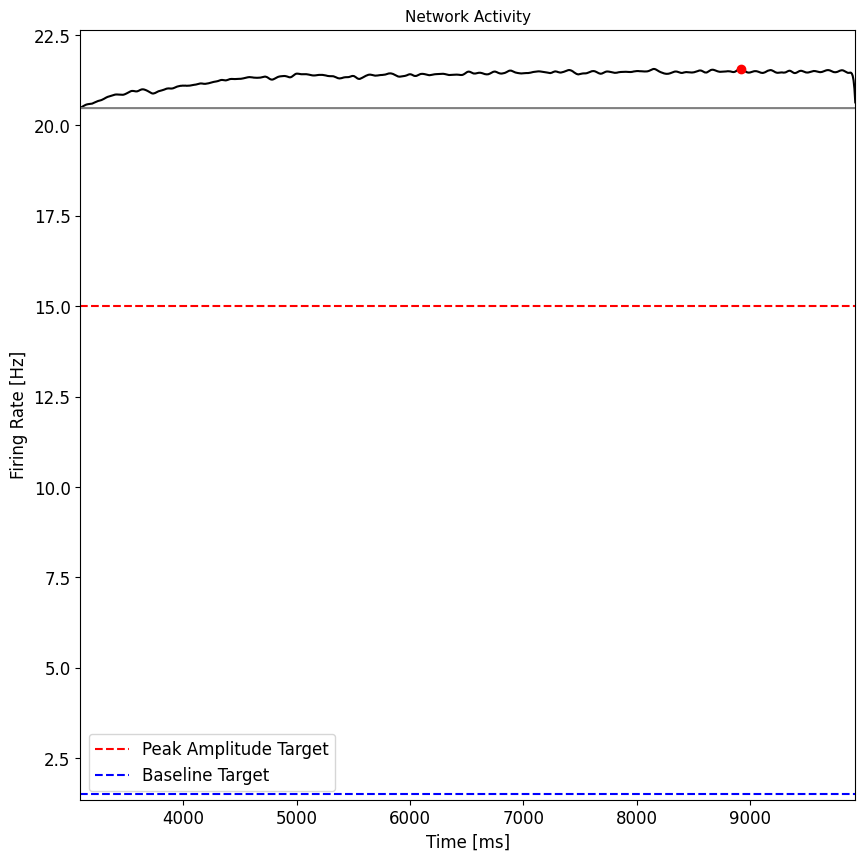 Network Activity
22.5
20.0
17.5
15.0
12.5
10.0
7.5
5.0
2.5
Firing Rate [Hz]
Peak Amplitude Target
Baseline Target
4000 5000 6000 7000 8000 9000
Time [ms]